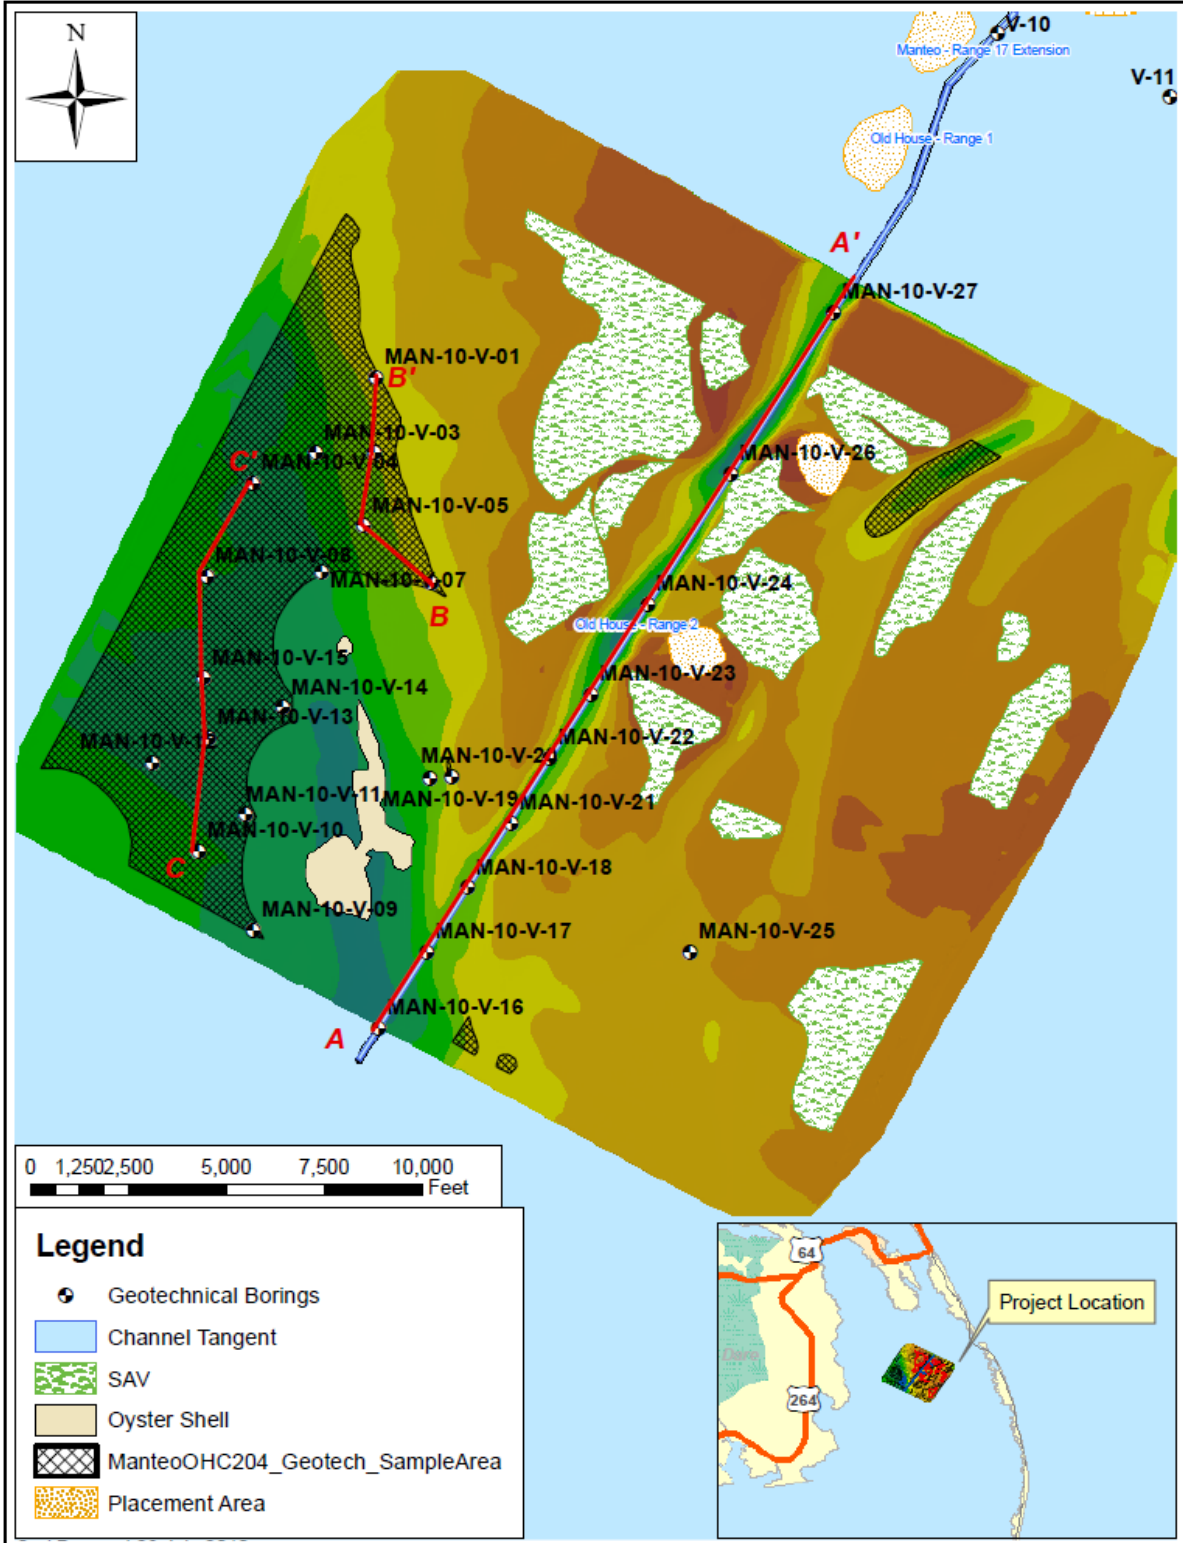 N
V-10
Manteo - Range 17 Extension
V-11
Old House - Range 1
A'
MAN-10-V-27
MAN-10-V-01
B'
MAN-10-V-03
C'
MAN-10-V-04
MAN-10-V-26
MAN-10-V-05
MAN-10-V-08
MAN-10-V-07
MAN-10-V-24
B
Old House - Range 2
MAN-10-V-15
MAN-10-V-23
MAN-10-V-14
MAN-10-V-13
MAN-10-V-12
MAN-10-V-22
MAN-10-V-20
MAN-10-V-11
MAN-10-V-19
MAN-10-V-21
MAN-10-V-10
C
MAN-10-V-18
MAN-10-V-09
MAN-10-V-17
MAN-10-V-25
MAN-10-V-16
A
0 1,250 2,500 5,000 7,500 10,000
Feet
Legend
Geotechnical Borings
Channel Tangent
SAV
Oyster Shell
ManteoOHC204_Geotech_SampleArea
Placement Area
64
Project Location
Dare
264